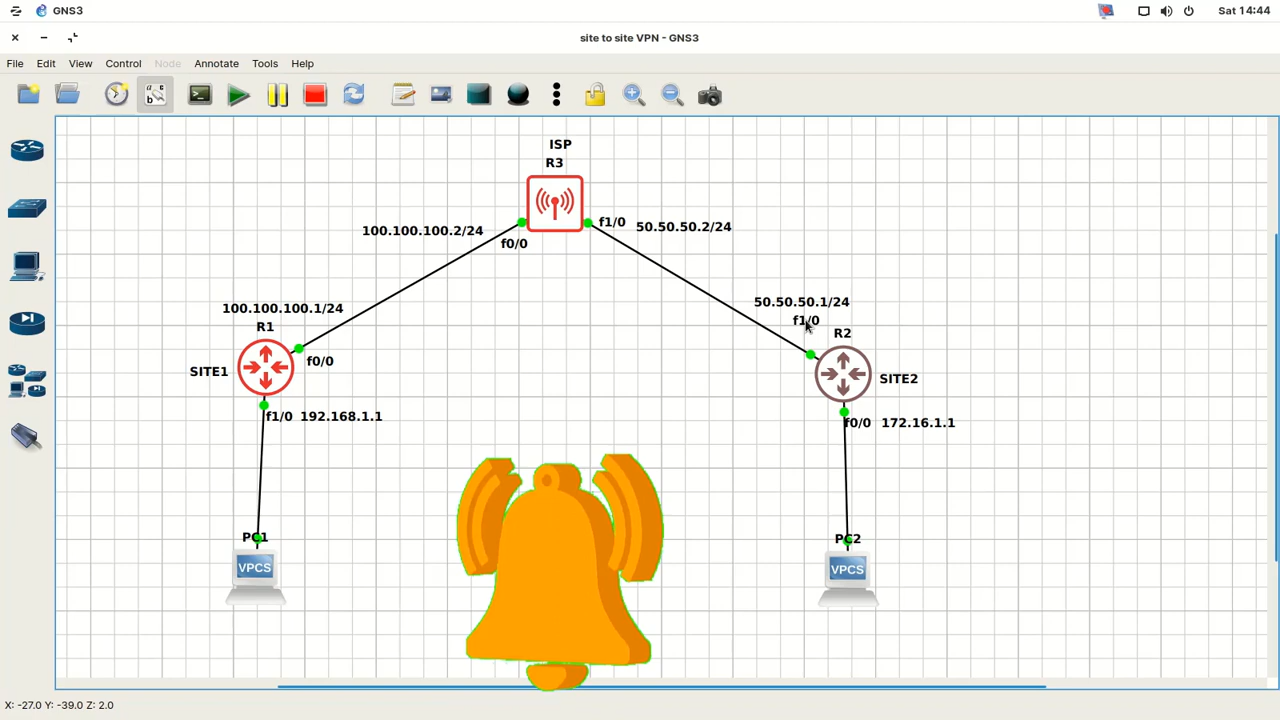 GNS3
Sat 14:44
site to site VPN - GNS3
File Edit View Control Node Annotate Tools Help
ISP
R3
f1/0 50.50.50.2/24
100.100.100.2/24
f0/0
50.50.50.1/24
100.100.100.1/24
f1/0
R1
R2
f0/0
SITE1
SITE2
f1/0 192.168.1.1
f0/0 172.16.1.1
PC1
PC2
VPCS
VPCS
X: -27.0 Y: -39.0 Z: 2.0